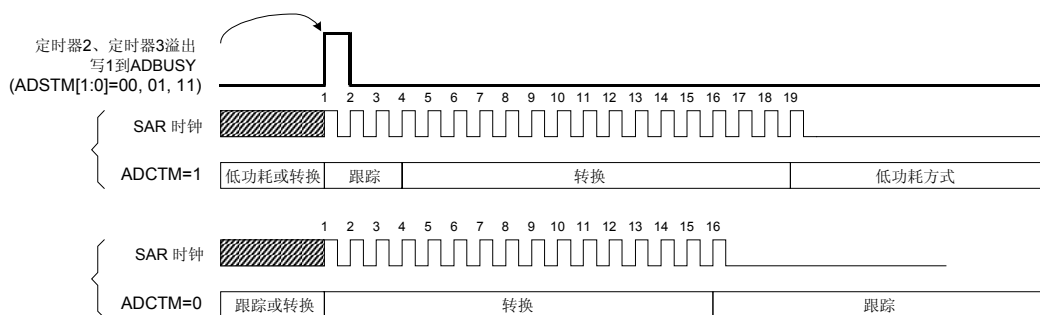 定时器2、定时器3溢出
写1到ADBUSY
(ADSTM[1:0]=00, 01, 11)
1 2 3 4 5 6 7 8 9 10 11 12 13 14 15 16 17 18 19
SAR 时钟
ADCTM=1 低功耗或转换 跟踪 转换 低功耗方式
1 2 3 4 5 6 7 8 9 10 11 12 13 14 15 16
SAR 时钟
ADCTM=0 跟踪或转换 转换 跟踪